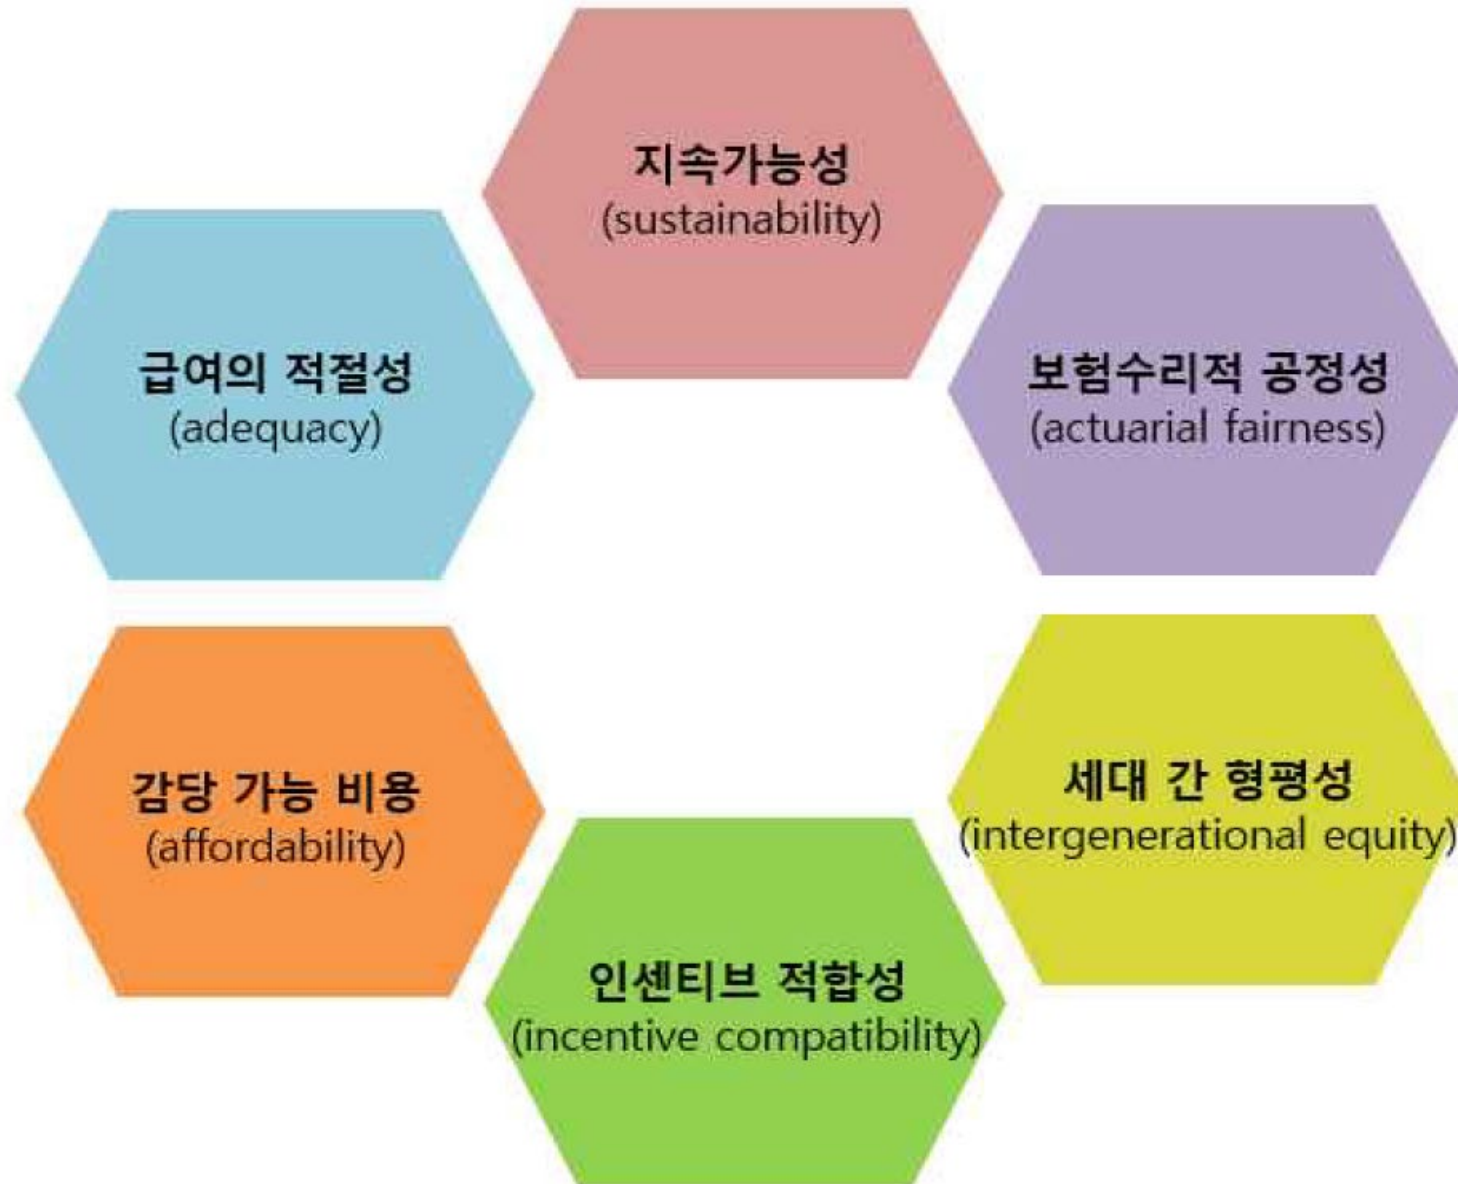 지속가능성
(sustainability)
급여의 적절성
(adequacy)
보험수리적 공정성
(actuarial fairness)
감당 가능 비용
(affordability)
세대 간 형평성
(intergenerational equity)
인센티브 적합성
(incentive compatibility)